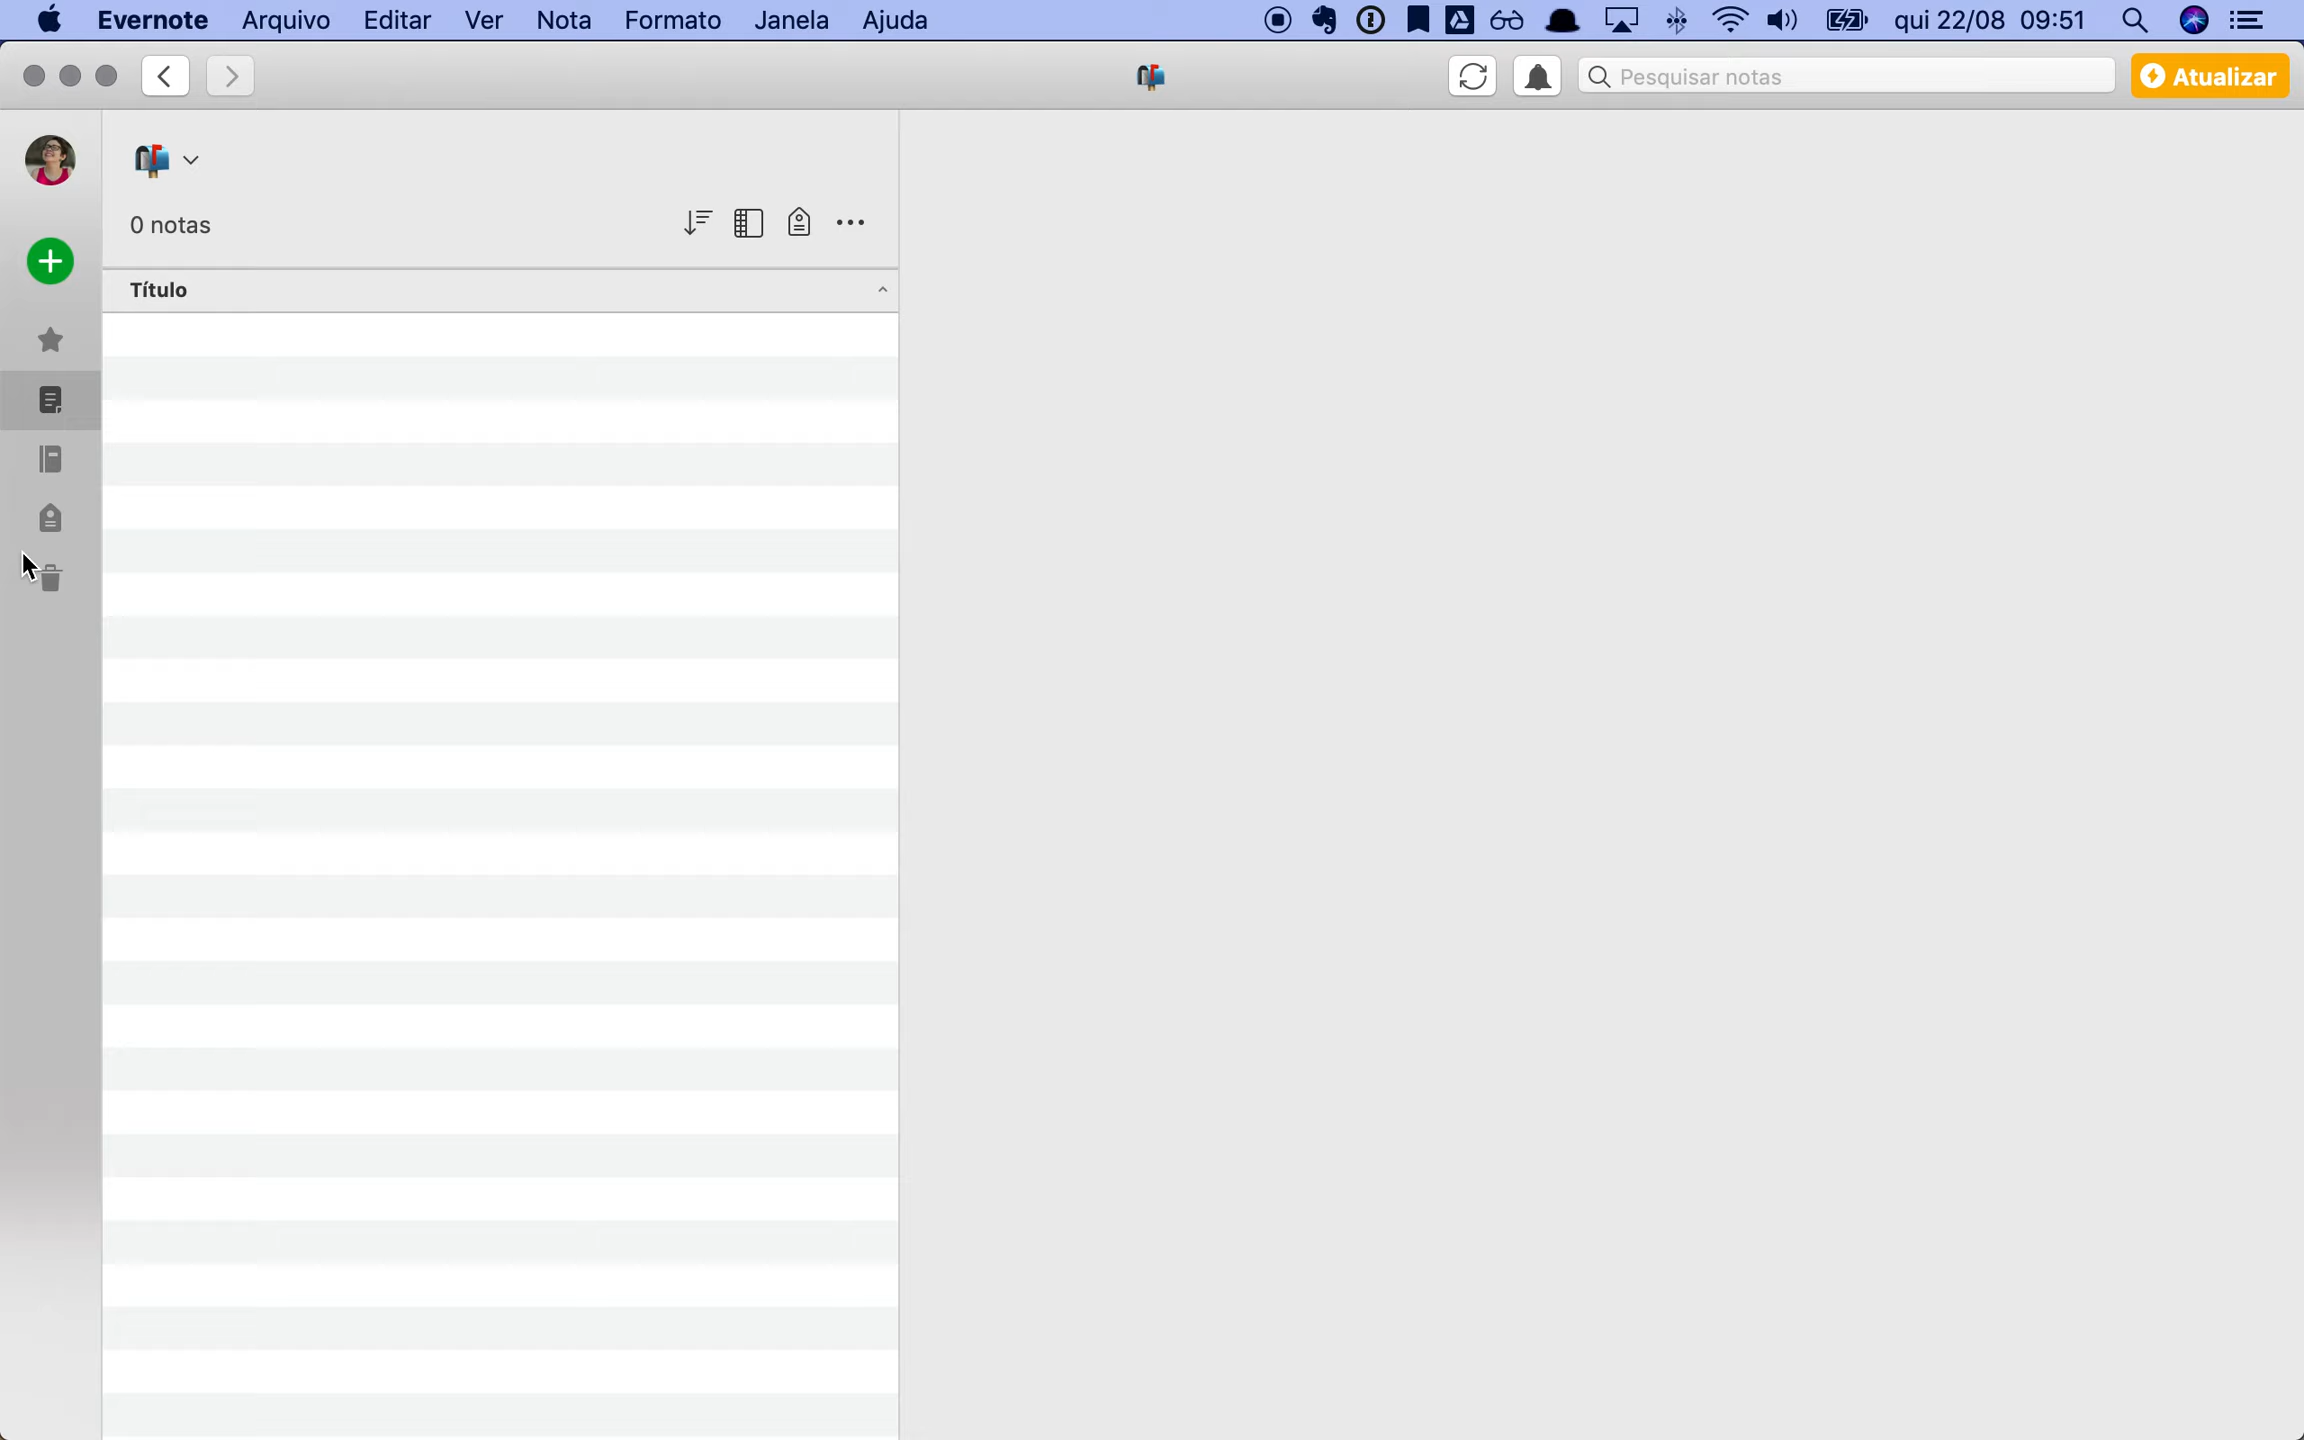 Evernote Arquivo Editar Ver Nota Formato Janela Ajuda qui 22/08 09:51
Pesquisar notas Atualizar
0 notas
Título